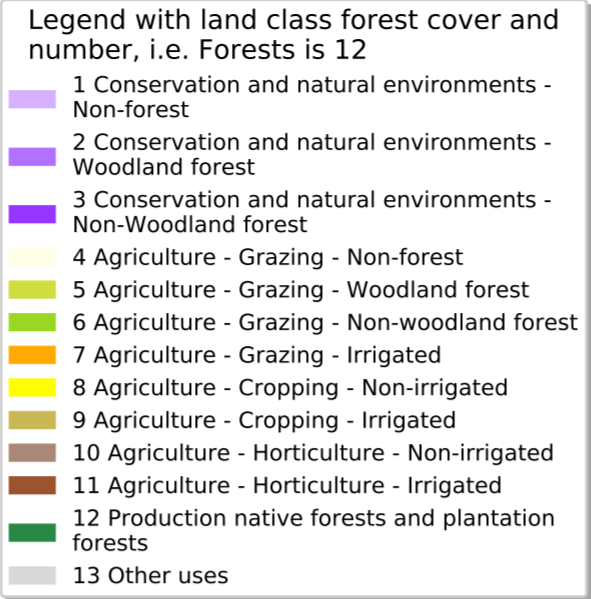 Legend with land class forest cover and
number, i.e. Forests is 12
1 Conservation and natural environments -
Non-forest
2 Conservation and natural environments -
Woodland forest
3 Conservation and natural environments -
Non-Woodland forest
4 Agriculture - Grazing - Non-forest
5 Agriculture - Grazing - Woodland forest
6 Agriculture - Grazing - Non-woodland forest
7 Agriculture - Grazing - Irrigated
8 Agriculture - Cropping - Non-irrigated
9 Agriculture - Cropping - Irrigated
10 Agriculture - Horticulture - Non-irrigated
11 Agriculture - Horticulture - Irrigated
12 Production native forests and plantation
forests
13 Other uses